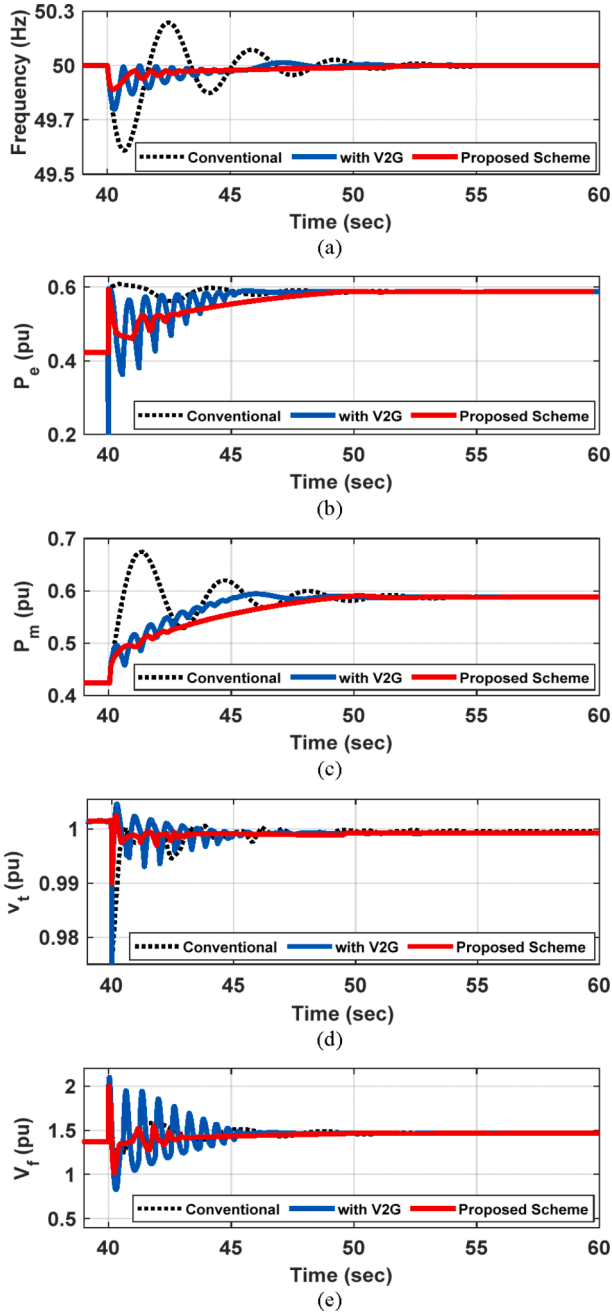 50.3
50
49.7
49.5
Frequency (Hz)
Conventional with V2G Proposed Scheme
40 45 50 55 60
Time (sec)
(a)
0.6
0.4
0.2
P_e (pu)
Conventional with V2G Proposed Scheme
40 45 50 55 60
Time (sec)
(b)
0.7
0.6
0.5
0.4
P_m (pu)
Conventional with V2G Proposed Scheme
40 45 50 55 60
Time (sec)
(c)
1
0.99
0.98
v_t (pu)
Conventional with V2G Proposed Scheme
40 45 50 55 60
Time (sec)
(d)
2
1.5
1
0.5
V_f (pu)
Conventional with V2G Proposed Scheme
40 45 50 55 60
Time (sec)
(e)